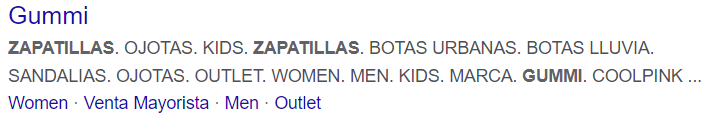 Gummi
ZAPATILLAS. OJOTAS. KIDS. ZAPATILLAS. BOTAS URBANAS. BOTAS LLUVIA.
SANDALIAS. OJOTAS. OUTLET. WOMEN. MEN. KIDS. MARCA. GUMMI. COOLPINK ...
Women · Venta Mayorista · Men · Outlet